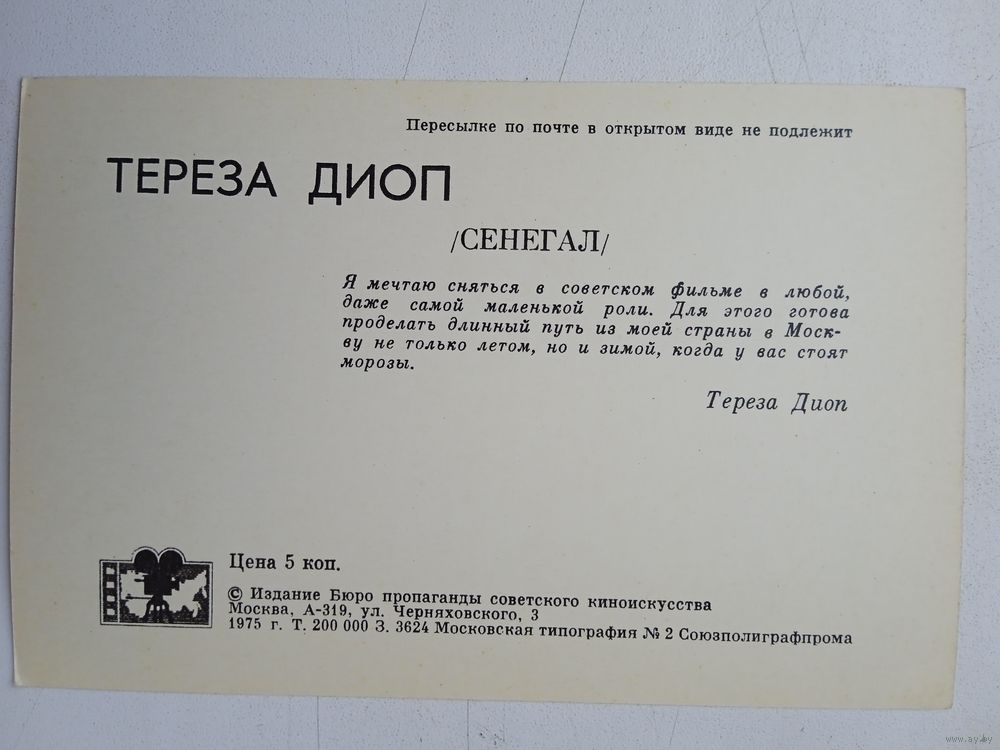 Пересылке по почте в открытом виде не подлежит
ТЕРЕЗА ДИОП
/СЕНЕГАЛ/
Я мечтаю сняться в советском фильме в любой,
даже самой маленькой роли. Для этого готова
проделать длинный путь из моей страны в Моск-
ву не только летом, но и зимой, когда у вас стоят
морозы.
Тереза Диоп
Цена 5 коп.
© Издание Бюро пропаганды советского киноискусства
Москва, А-319, ул. Черняховского, 3
1975 г. Т. 200 000 З. 3624 Московская типография № 2 Союзполиграфпрома
www.ay.by